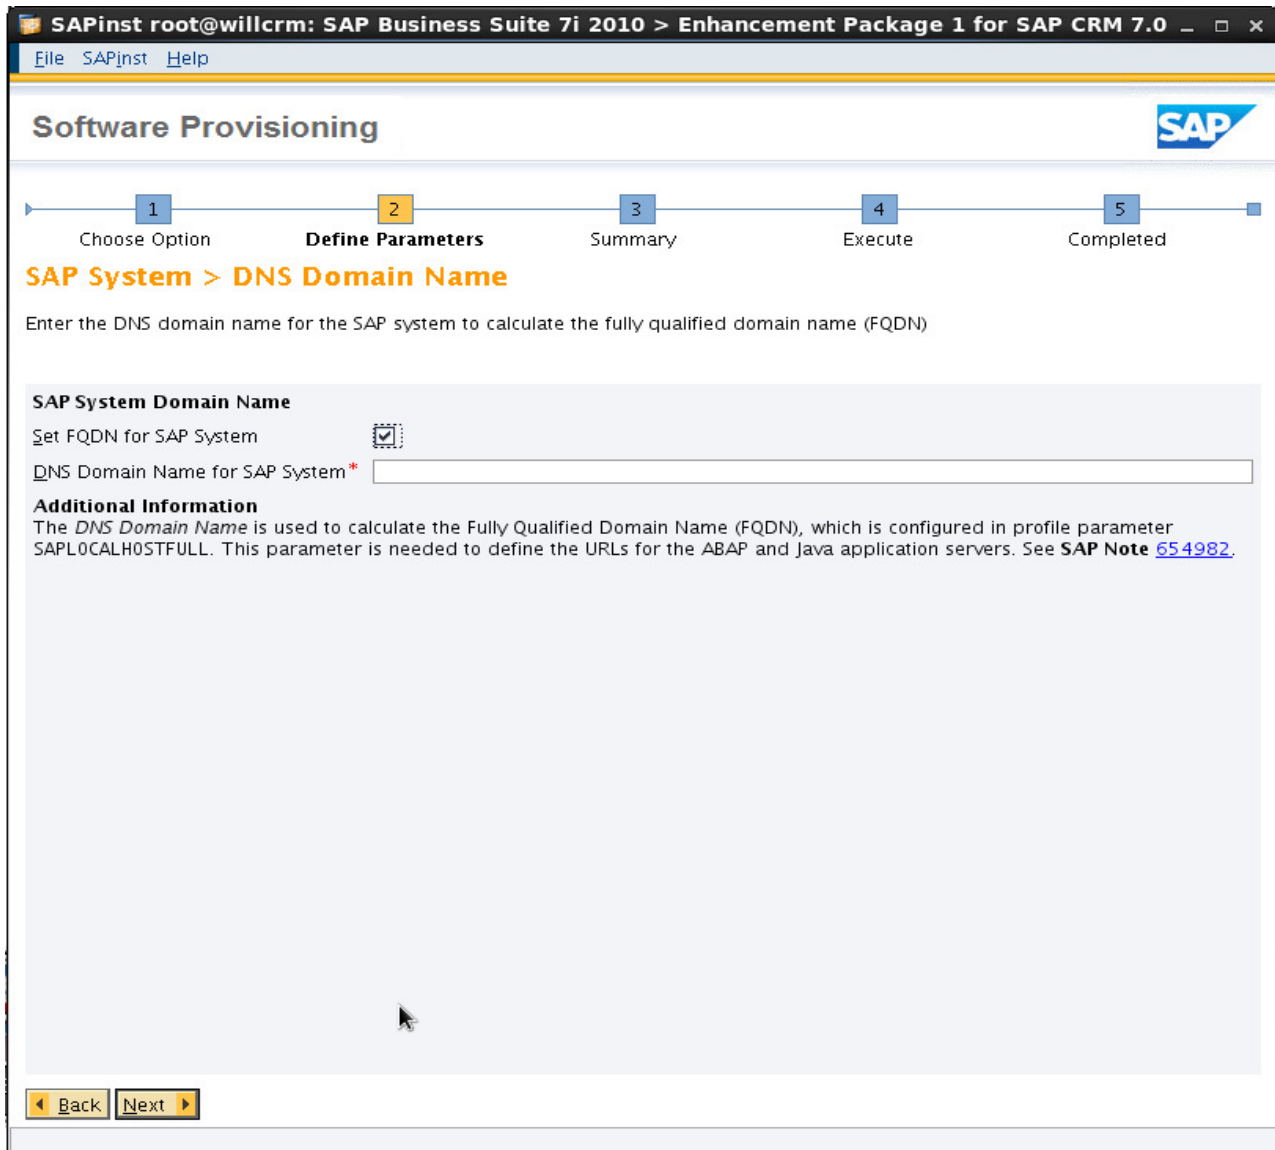 SAPinst root@willcrm: SAP Business Suite 7i 2010 > Enhancement Package 1 for SAP CRM 7.0
File SAPinst Help
Software Provisioning
SAP
1 2 3 4 5
Choose Option Define Parameters Summary Execute Completed
SAP System > DNS Domain Name
Enter the DNS domain name for the SAP system to calculate the fully qualified domain name (FQDN)
SAP System Domain Name
Set FQDN for SAP System
DNS Domain Name for SAP System*
Additional Information
The DNS Domain Name is used to calculate the Fully Qualified Domain Name (FQDN), which is configured in profile parameter
SAPLOCALHOSTFULL. This parameter is needed to define the URLs for the ABAP and Java application servers. See SAP Note 654982.
Back Next